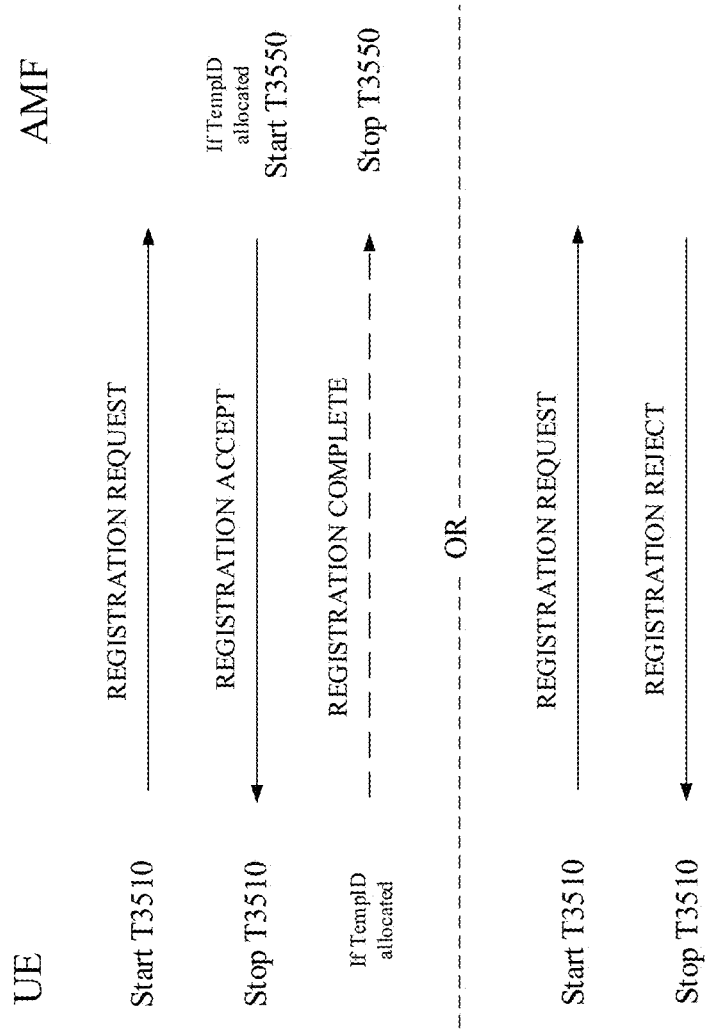 UE
AMF
REGISTRATION REQUEST
Start T3510
If TempID
allocated
REGISTRATION ACCEPT
Start T3550
Stop T3510
REGISTRATION COMPLETE
Stop T3550
If TempID
allocated
OR
REGISTRATION REQUEST
Start T3510
REGISTRATION REJECT
Stop T3510